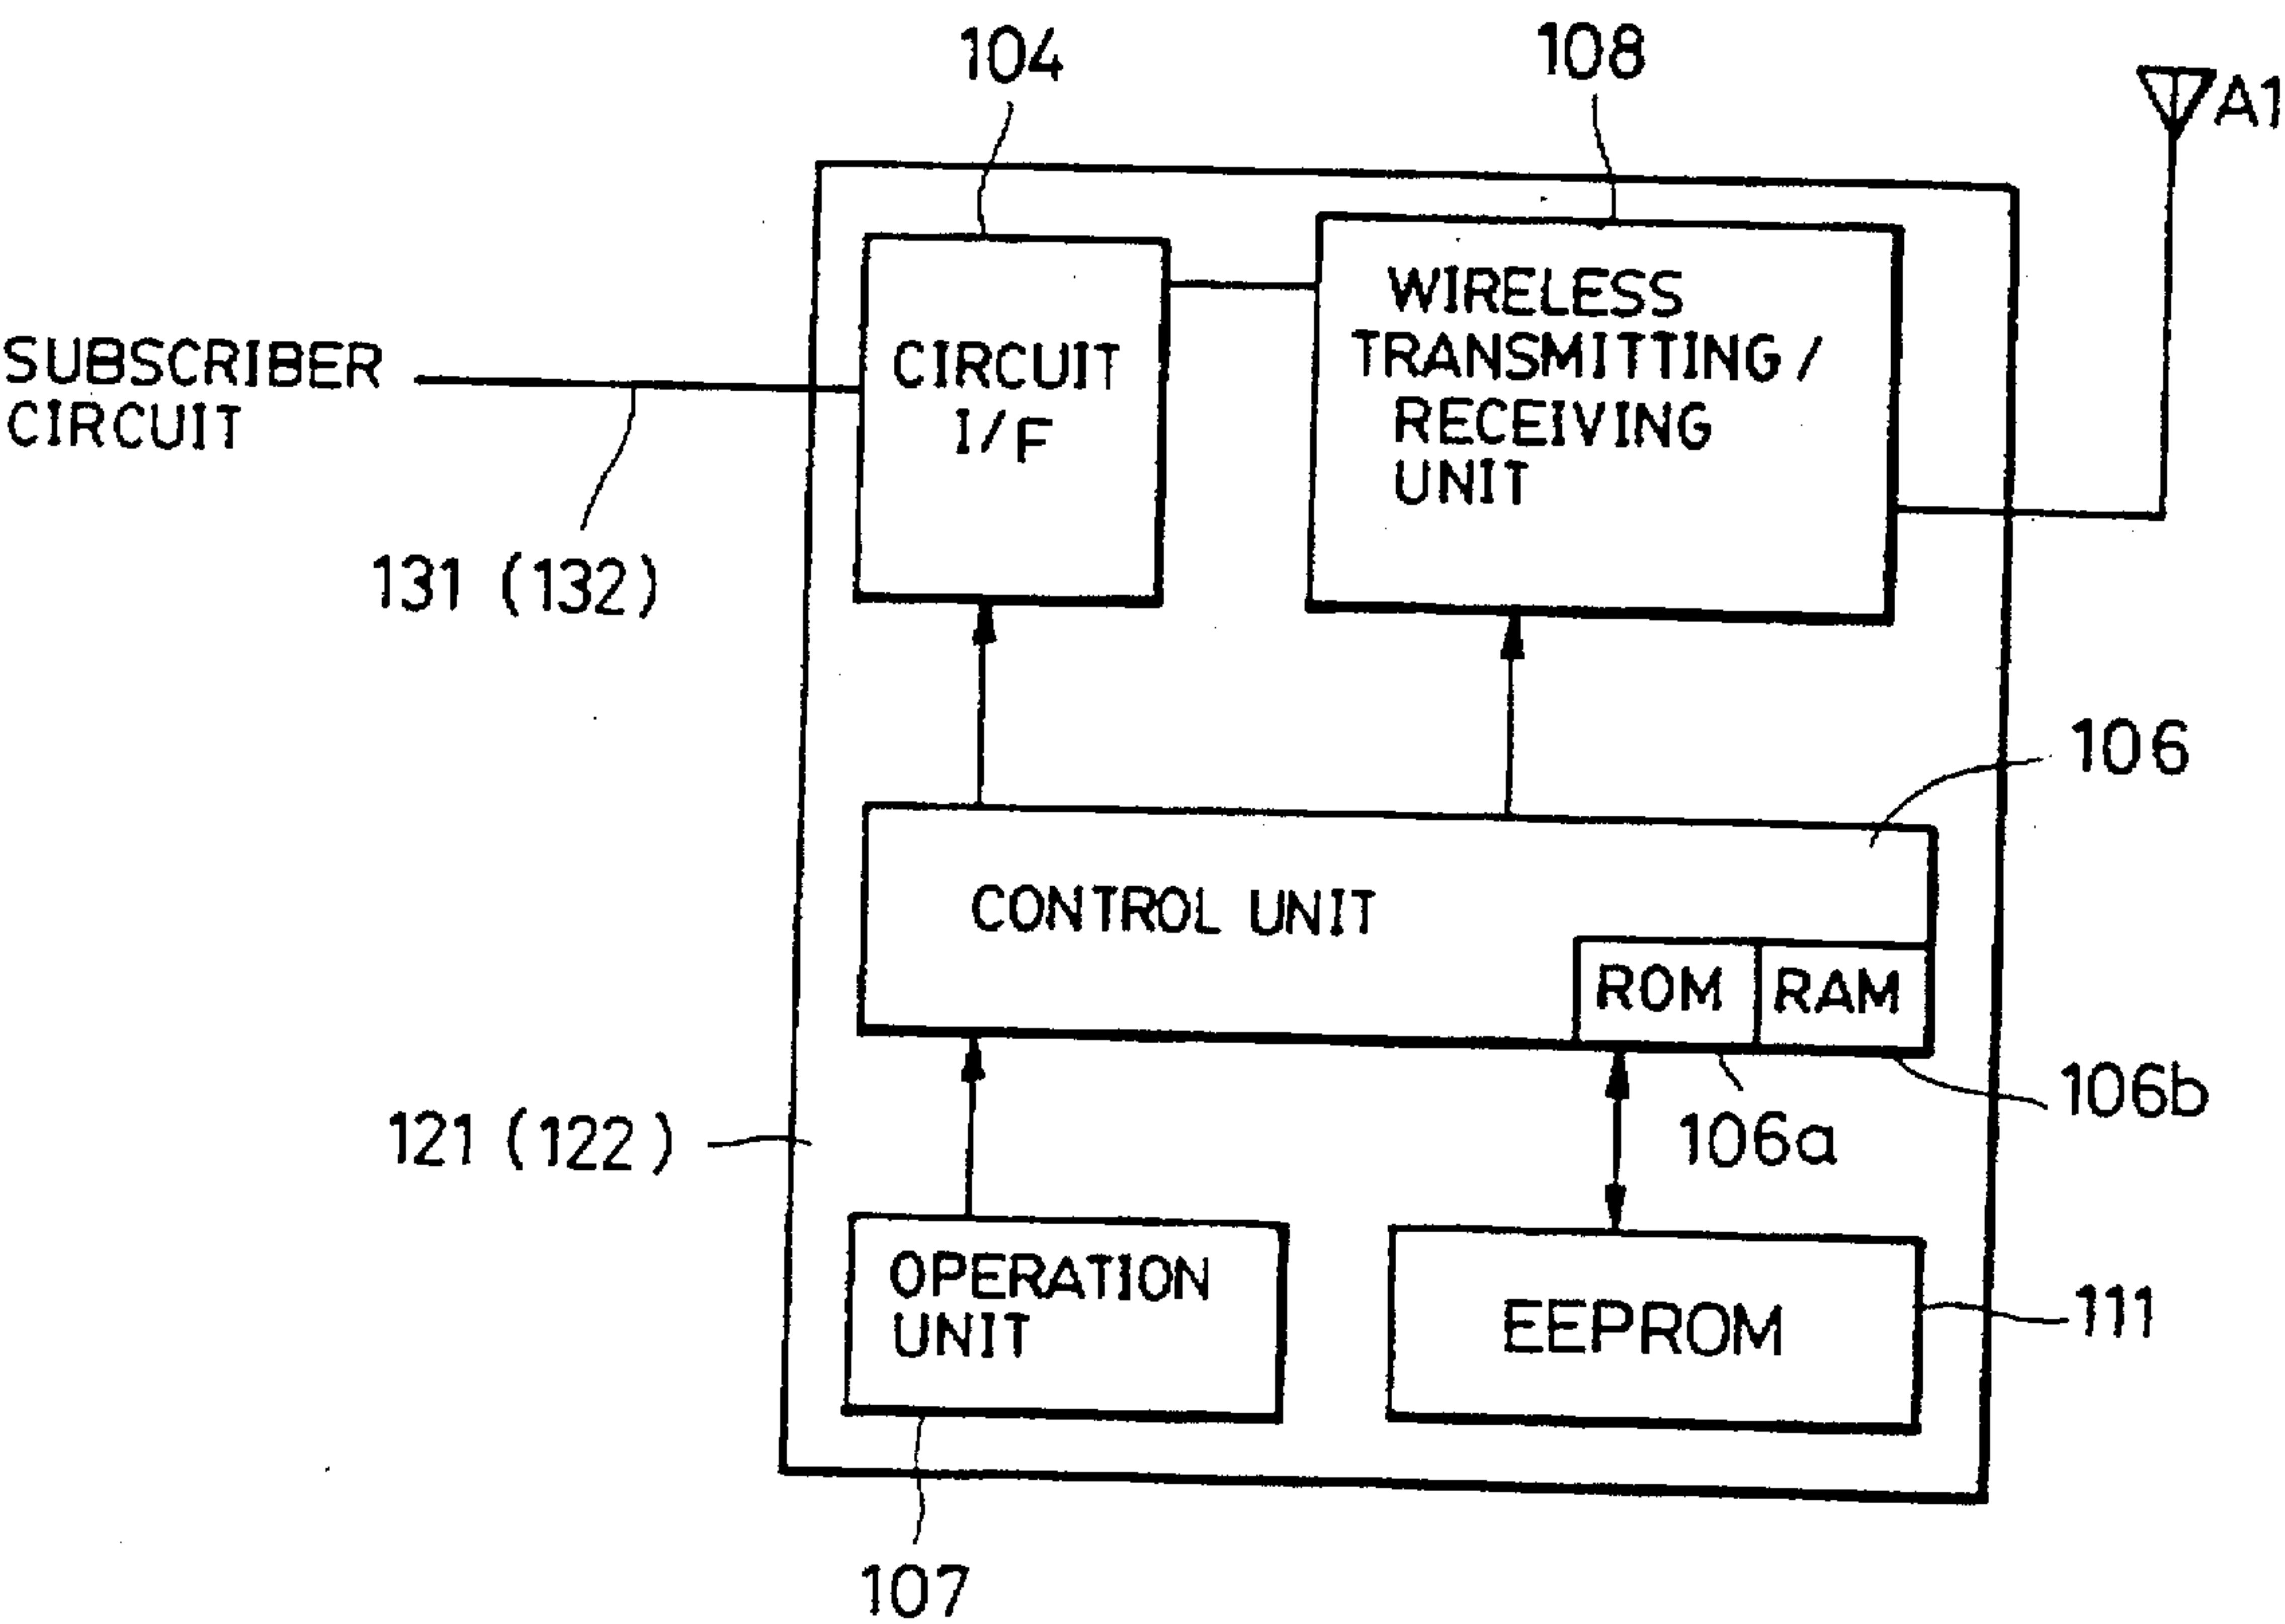 104
108
A1
SUBSCRIBER
CIRCUIT
CIRCUIT
I/F
WIRELESS
TRANSMITTING/
RECEIVING
UNIT
131 (132)
106
CONTROL UNIT
ROM
RAM
106b
106a
121 (122)
OPERATION
UNIT
EEPROM
111
107